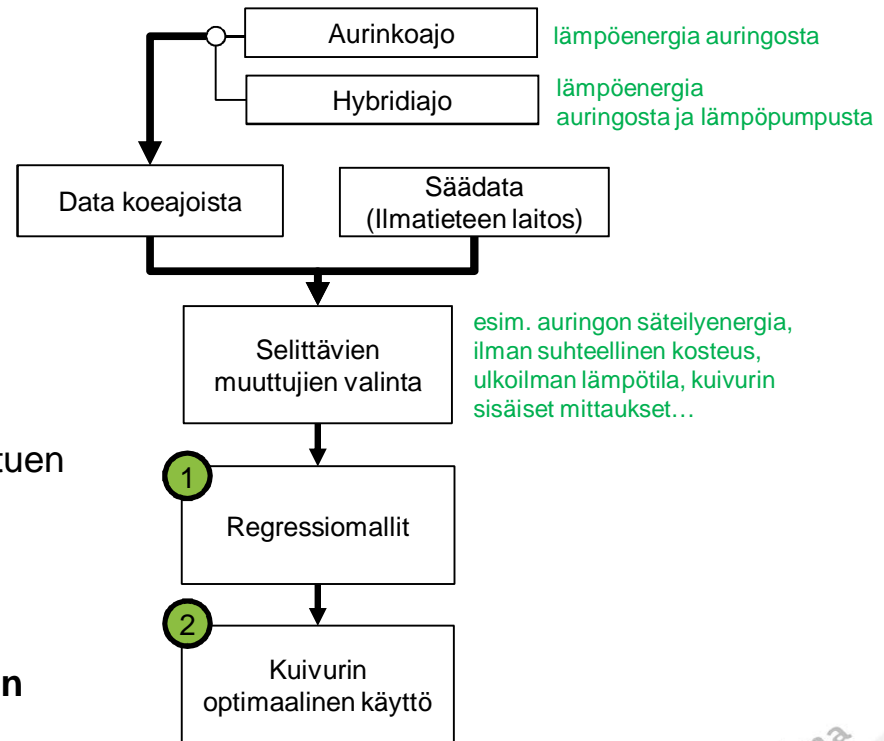 Aurinkoajo
lämpöenergia auringosta
Hybridiajo
lämpöenergia
auringosta ja lämpöpumpusta
Data koeajoista
Säädata
(Ilmatieteen laitos)
Selittävien
muuttujien valinta
esim. auringon säteilyenergia,
ilman suhteellinen kosteus,
ulkoilman lämpötila, kuivurin
sisäiset mittaukset…
tuen
1
Regressiomallit
2
Kuivurin
optimaalinen käyttö
n
na